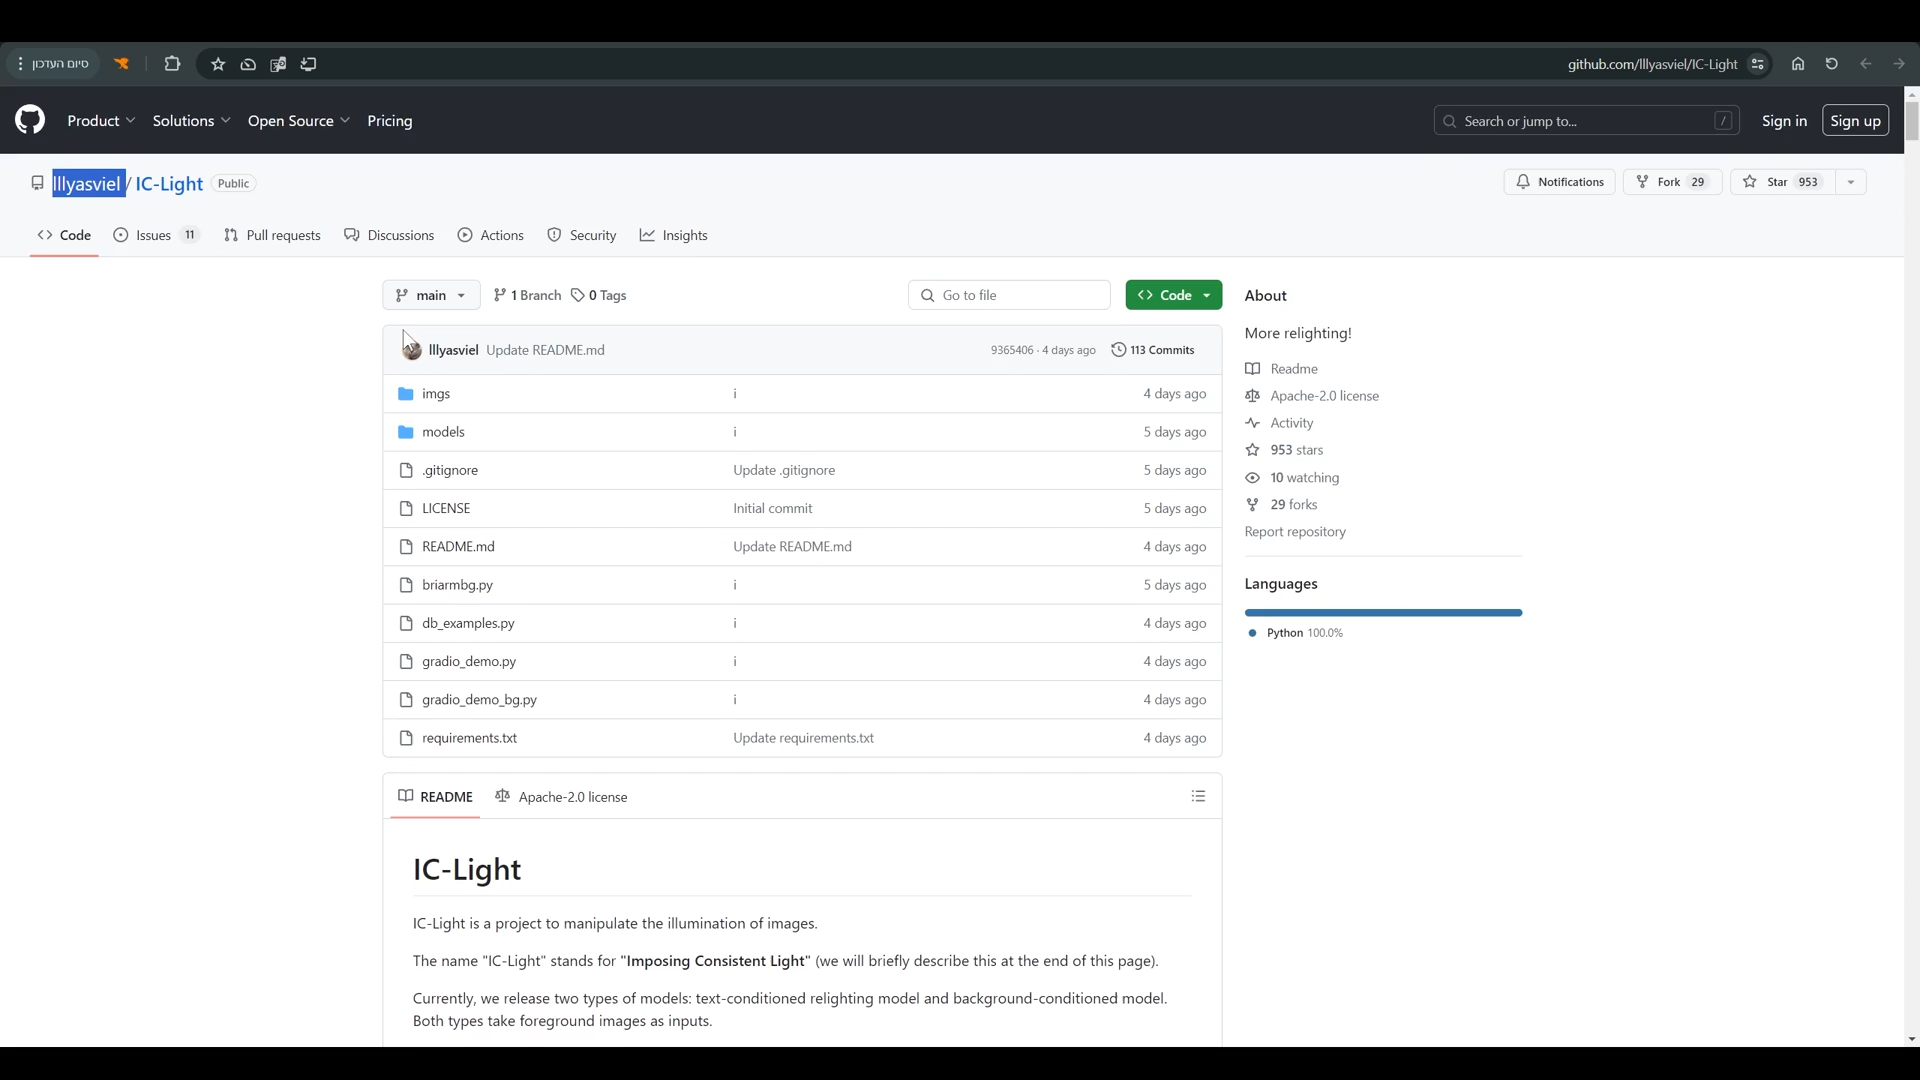 סיום העדכון
github.com/lllyasviel/IC-Light
Product Solutions Open Source Pricing
Search or jump to... /
Sign in Sign up
lllyasviel / IC-Light Public
Notifications Fork 29 Star 953
Code Issues 11 Pull requests Discussions Actions Security Insights
main 1 Branch 0 Tags Go to file Code
lllyasviel Update README.md 9365406 · 4 days ago 113 Commits
imgs i 4 days ago
models i 5 days ago
.gitignore Update .gitignore 5 days ago
LICENSE Initial commit 5 days ago
README.md Update README.md 4 days ago
briarmbg.py i 5 days ago
db_examples.py i 4 days ago
gradio_demo.py i 4 days ago
gradio_demo_bg.py i 4 days ago
requirements.txt Update requirements.txt 4 days ago
About
More relighting!
Readme
Apache-2.0 license
Activity
953 stars
10 watching
29 forks
Report repository
Languages
Python 100.0%
README Apache-2.0 license
IC-Light
IC-Light is a project to manipulate the illumination of images.
The name "IC-Light" stands for "Imposing Consistent Light" (we will briefly describe this at the end of this page).
Currently, we release two types of models: text-conditioned relighting model and background-conditioned model.
Both types take foreground images as inputs.